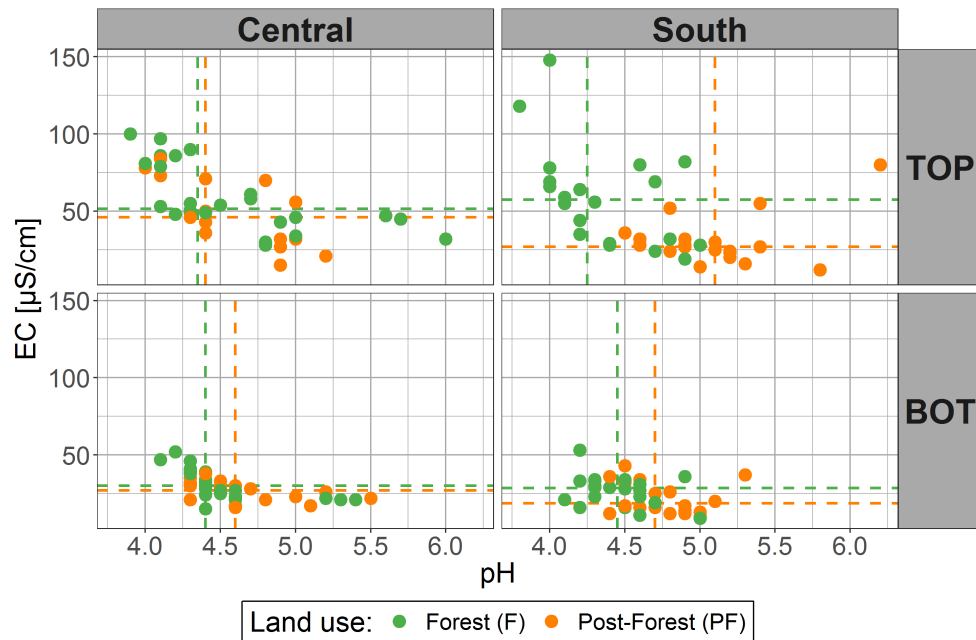 Central South
150
100
50
TOP
EC [µS/cm]
150
100
50
BOT
4.0 4.5 5.0 5.5 6.0 4.0 4.5 5.0 5.5 6.0
pH
Land use: Forest (F) Post-Forest (PF)